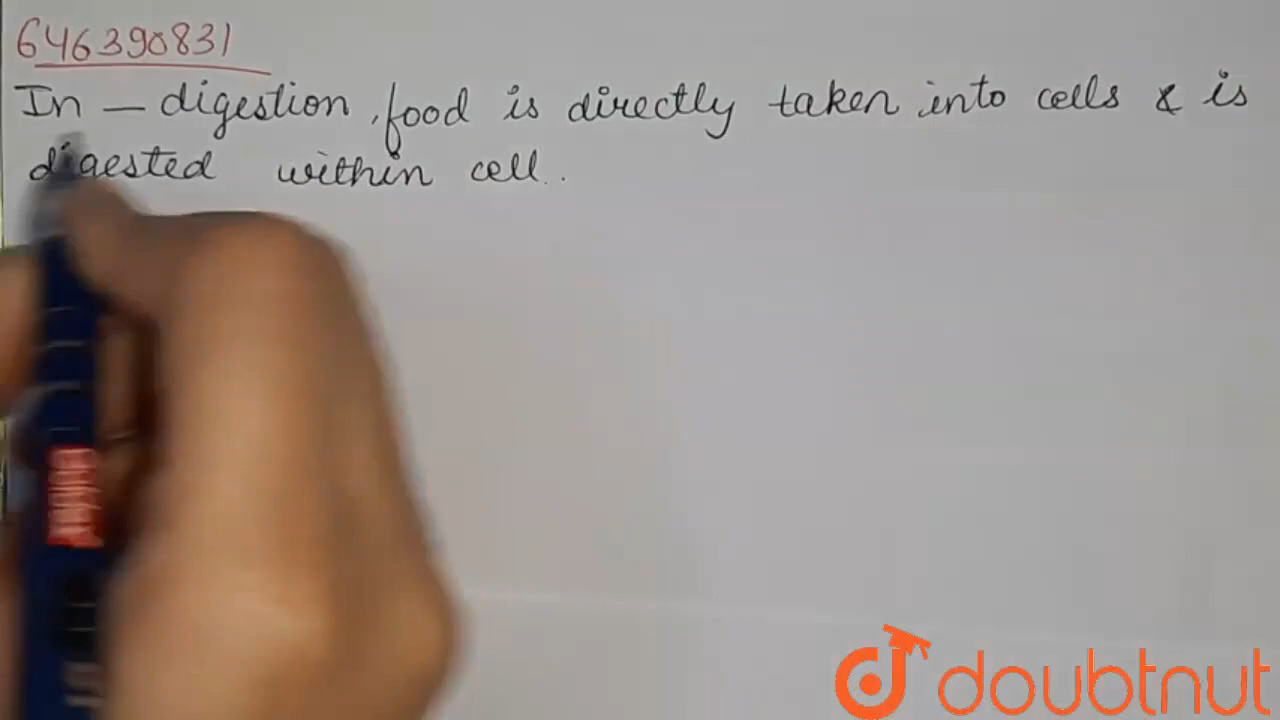 646390831
In — digestion, food is directly taken into cells & is
digested within cell.
doubtnut